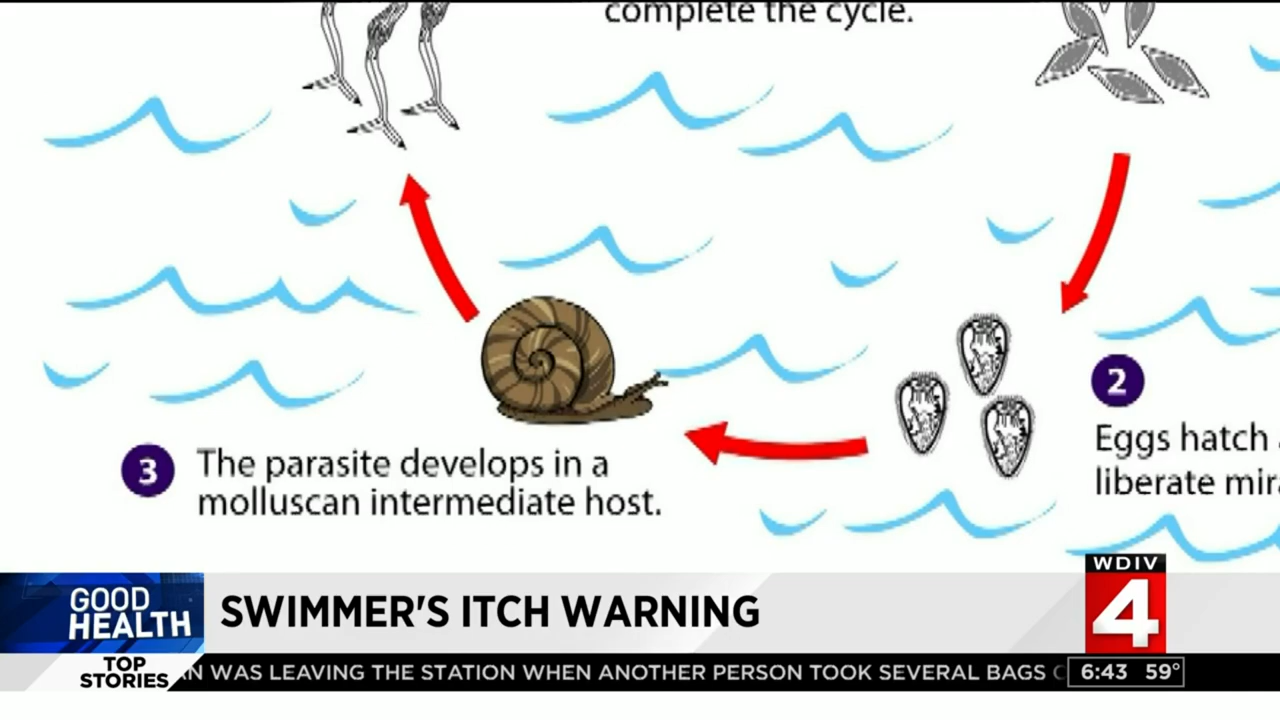 complete the cycle.
2
Eggs hatch
liberate
3
The parasite develops in a
molluscan intermediate host.
WDIV
4
GOOD
HEALTH
SWIMMER'S ITCH WARNING
TOP
STORIES
WAS LEAVING THE STATION WHEN ANOTHER PERSON TOOK SEVERAL BAGS
6:43 59°